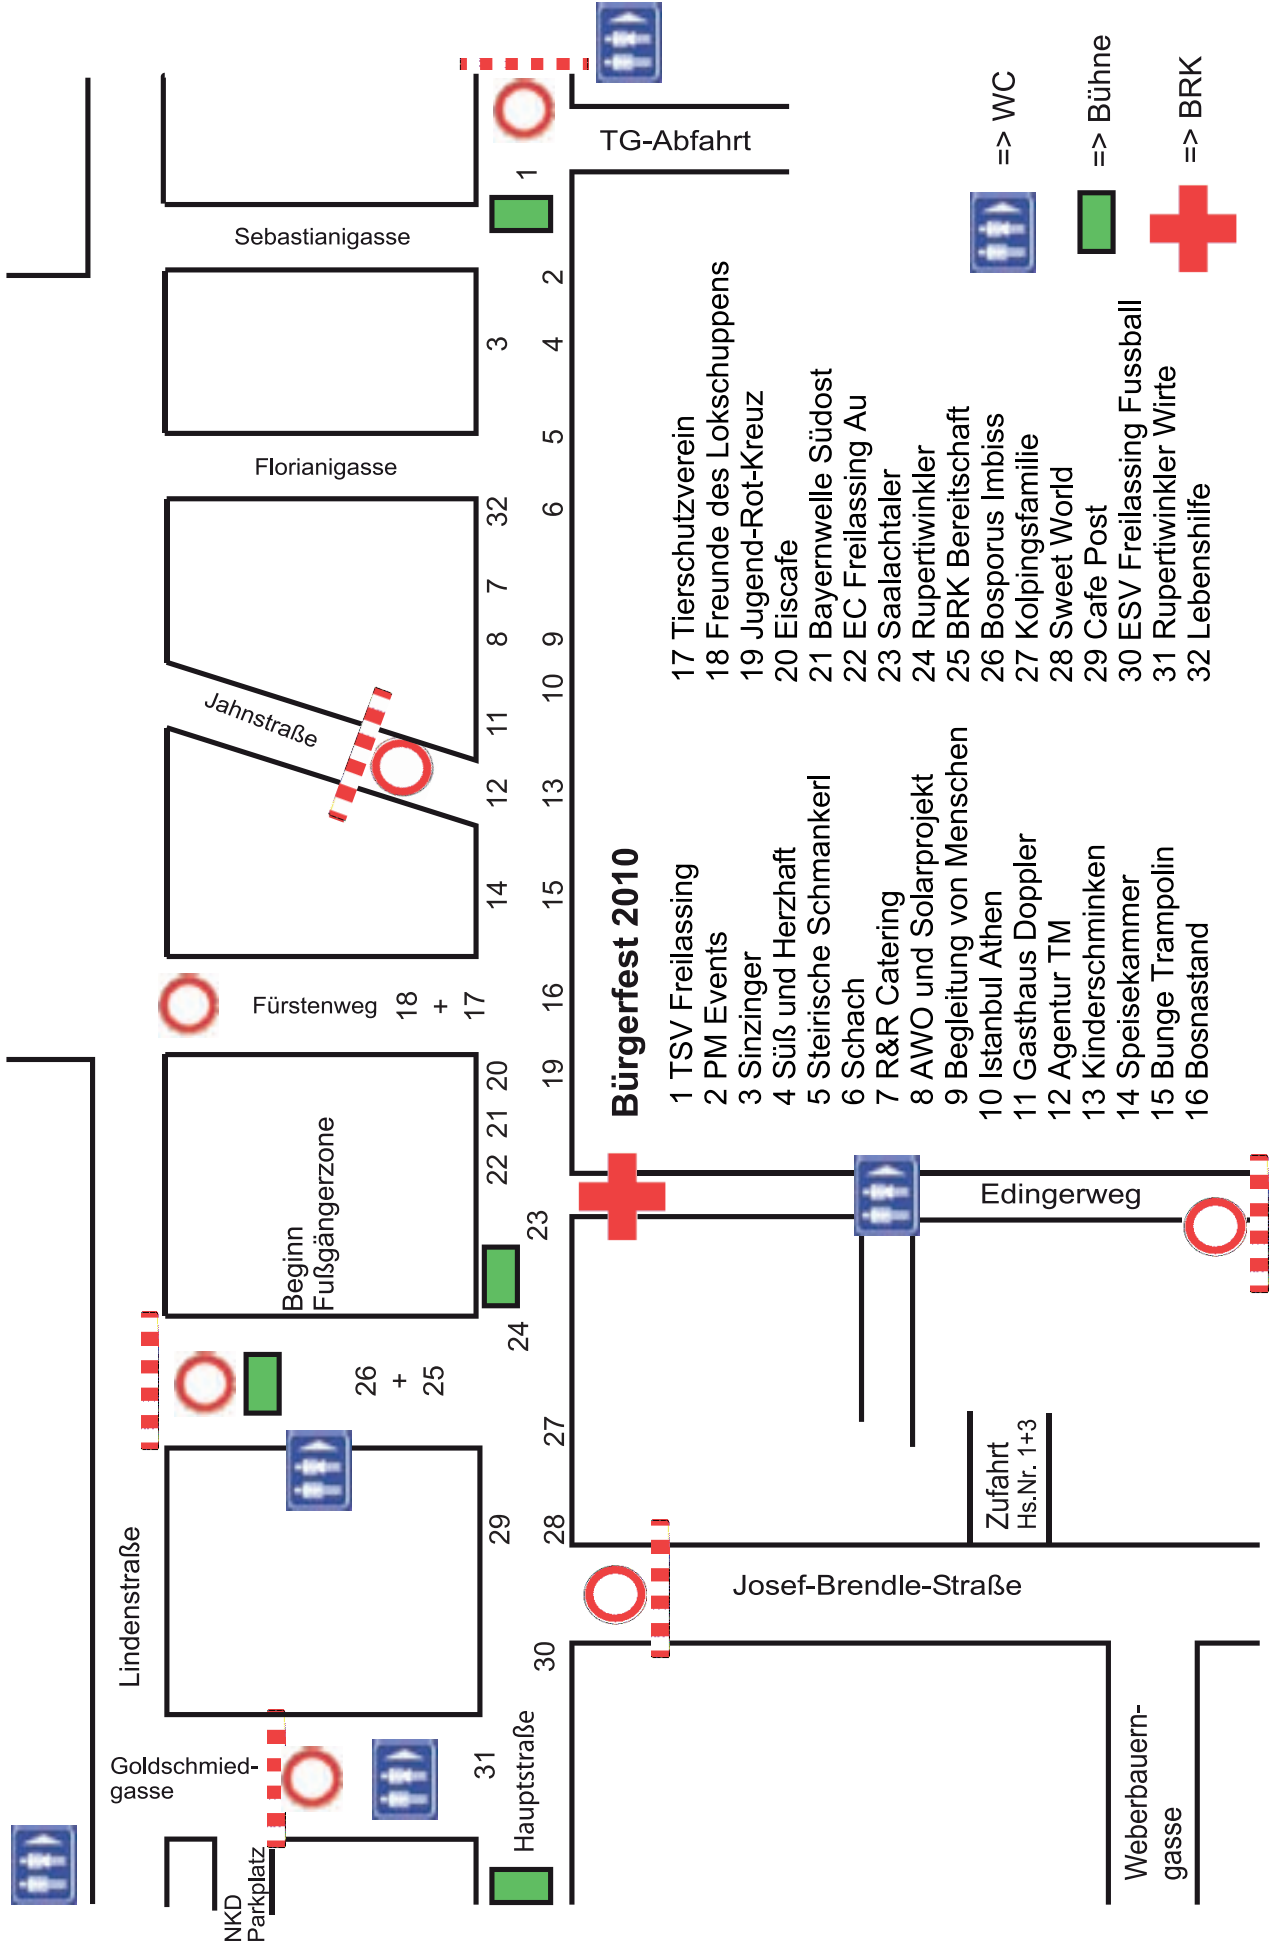 Bürgerfest 2010
1 TSV Freilassing
2 PM Events
3 Sinzinger
4 Süß und Herzhaft
5 Steirische Schmankerl
6 Schach
7 R&R Catering
8 AWO und Solarprojekt
9 Begleitung von Menschen
10 Istanbul Athen
11 Gasthaus Doppler
12 Agentur TM
13 Kinderschminken
14 Speisekammer
15 Bunge Trampolin
16 Bosnastand
17 Tierschutzverein
18 Freunde des Lokschuppens
19 Jugend-Rot-Kreuz
20 Eiscafe
21 Bayernwelle Südost
22 EC Freilassing Au
23 Saalachtaler
24 Rupertiwinkler
25 BRK Bereitschaft
26 Bosporus Imbiss
27 Kolpingsfamilie
28 Sweet World
29 Cafe Post
30 ESV Freilassing Fussball
31 Rupertiwinkler Wirte
32 Lebenshilfe
=> WC
=> Bühne
=> BRK
Lindenstraße
Goldschmied-
gasse
NKD
Parkplatz
Beginn
Fußgängerzone
Fürstenweg
Jahnstraße
Florianigasse
Sebastianigasse
18
+
17
26
+
25
31
29
24
22
21
20
14
12
11
8
7
32
3
Hauptstraße
30
28
27
23
19
16
15
13
10
9
6
5
4
2
1
TG-Abfahrt
Edingerweg
Zufahrt
Hs.Nr. 1+3
Josef-Brendle-Straße
Weberbauern-
gasse